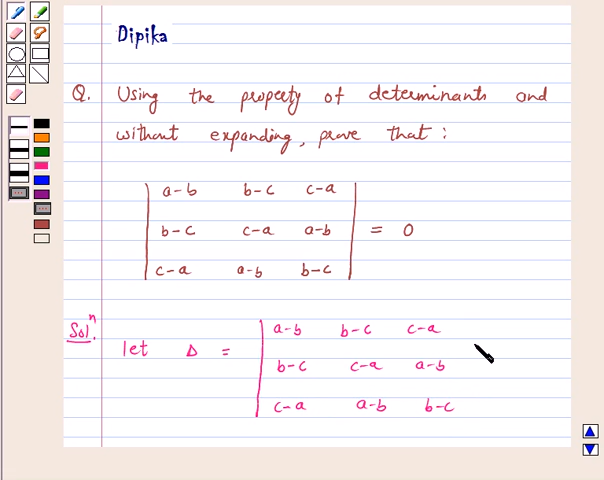 Dipika
Q. Using the property of determinants and
without expanding, prove that :
a-b b-c c-a
b-c c-a a-b = 0
c-a a-b b-c
Solⁿ.
let Δ =
a-b b-c c-a
b-c c-a a-b
c-a a-b b-c